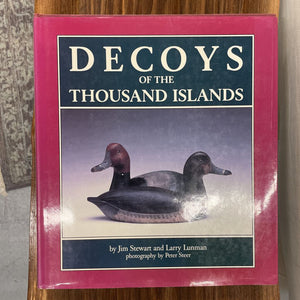 DECOYS
OF THE
THOUSAND ISLANDS
by Jim Stewart and Larry Lunman
photography by Peter Steer